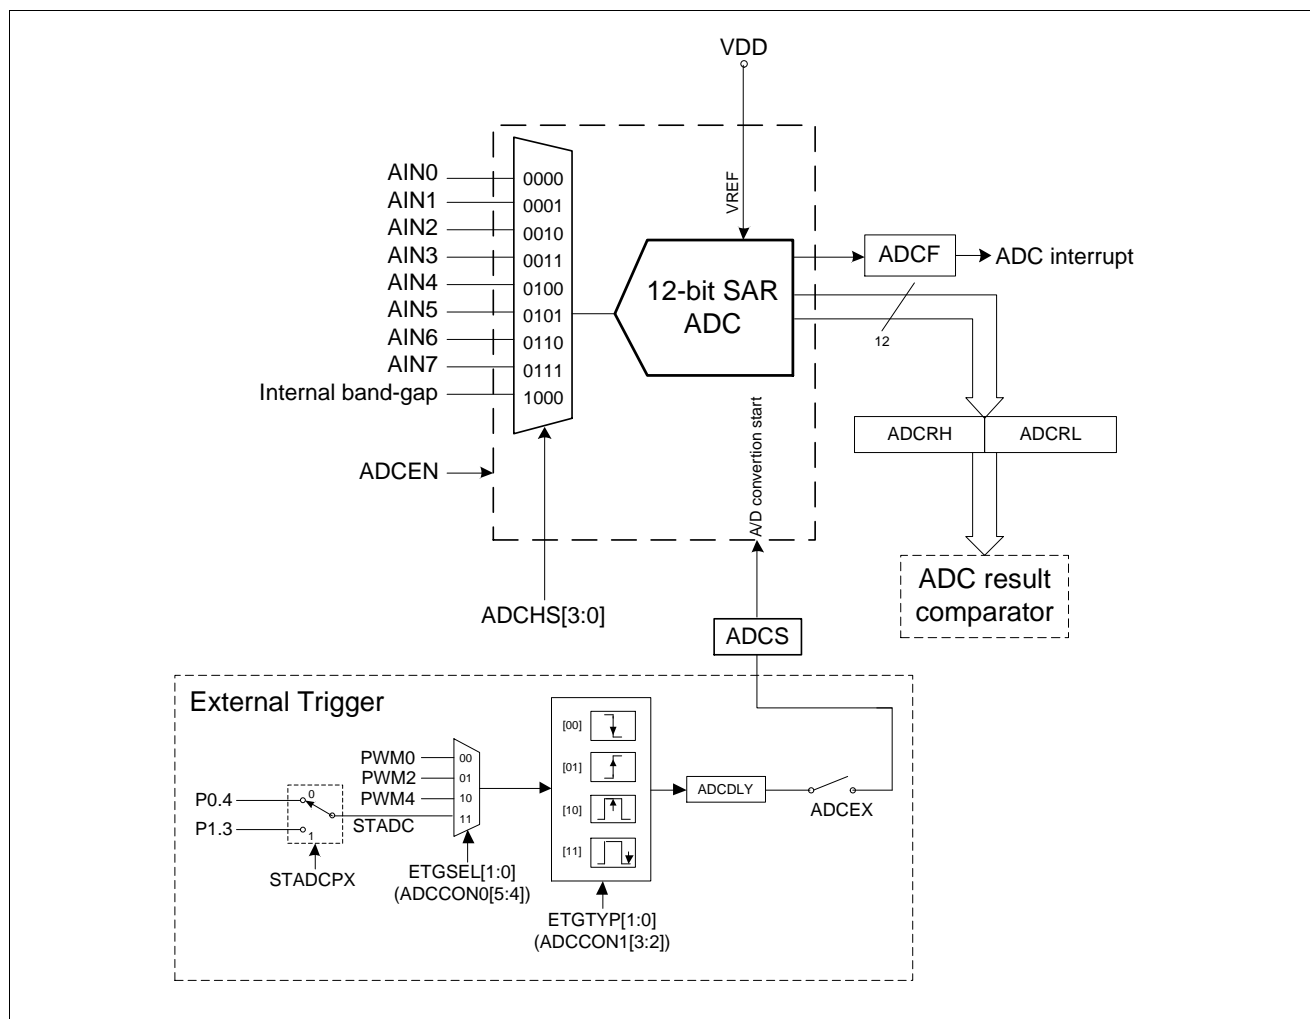 VDD
VREF
AIN0
0000
AIN1
0001
AIN2
0010
AIN3
0011
AIN4
0100
AIN5
0101
AIN6
0110
AIN7
0111
Internal band-gap
1000
ADCEN
ADCHS[3:0]
12-bit SAR
ADC
ADCF
ADC interrupt
12
ADCRH
ADCRL
ADC result
comparator
A/D convertion start
ADCS
External Trigger
P0.4
P1.3
0
1
STADCPX
STADC
PWM0
00
PWM2
01
PWM4
10
11
ETGSEL[1:0]
(ADCCON0[5:4])
[00]
[01]
[10]
[11]
ETGTYP[1:0]
(ADCCON1[3:2])
ADCDLY
ADCEX